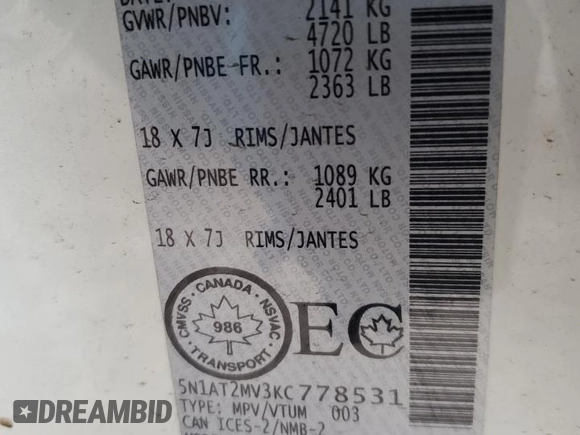 GVWR/PNBV: 2141 KG
4720 LB
GAWR/PNBE FR.: 1072 KG
2363 LB
18 X 7J RIMS/JANTES
GAWR/PNBE RR.: 1089 KG
2401 LB
18 X 7J RIMS/JANTES
CMVSS · CANADA · NSVAC
986
TRANSPORT
EC
5N1AT2MV3KC778531
TYPE: MPV/VTUM 003
CAN ICES-2/NMB-2
DREAMBID